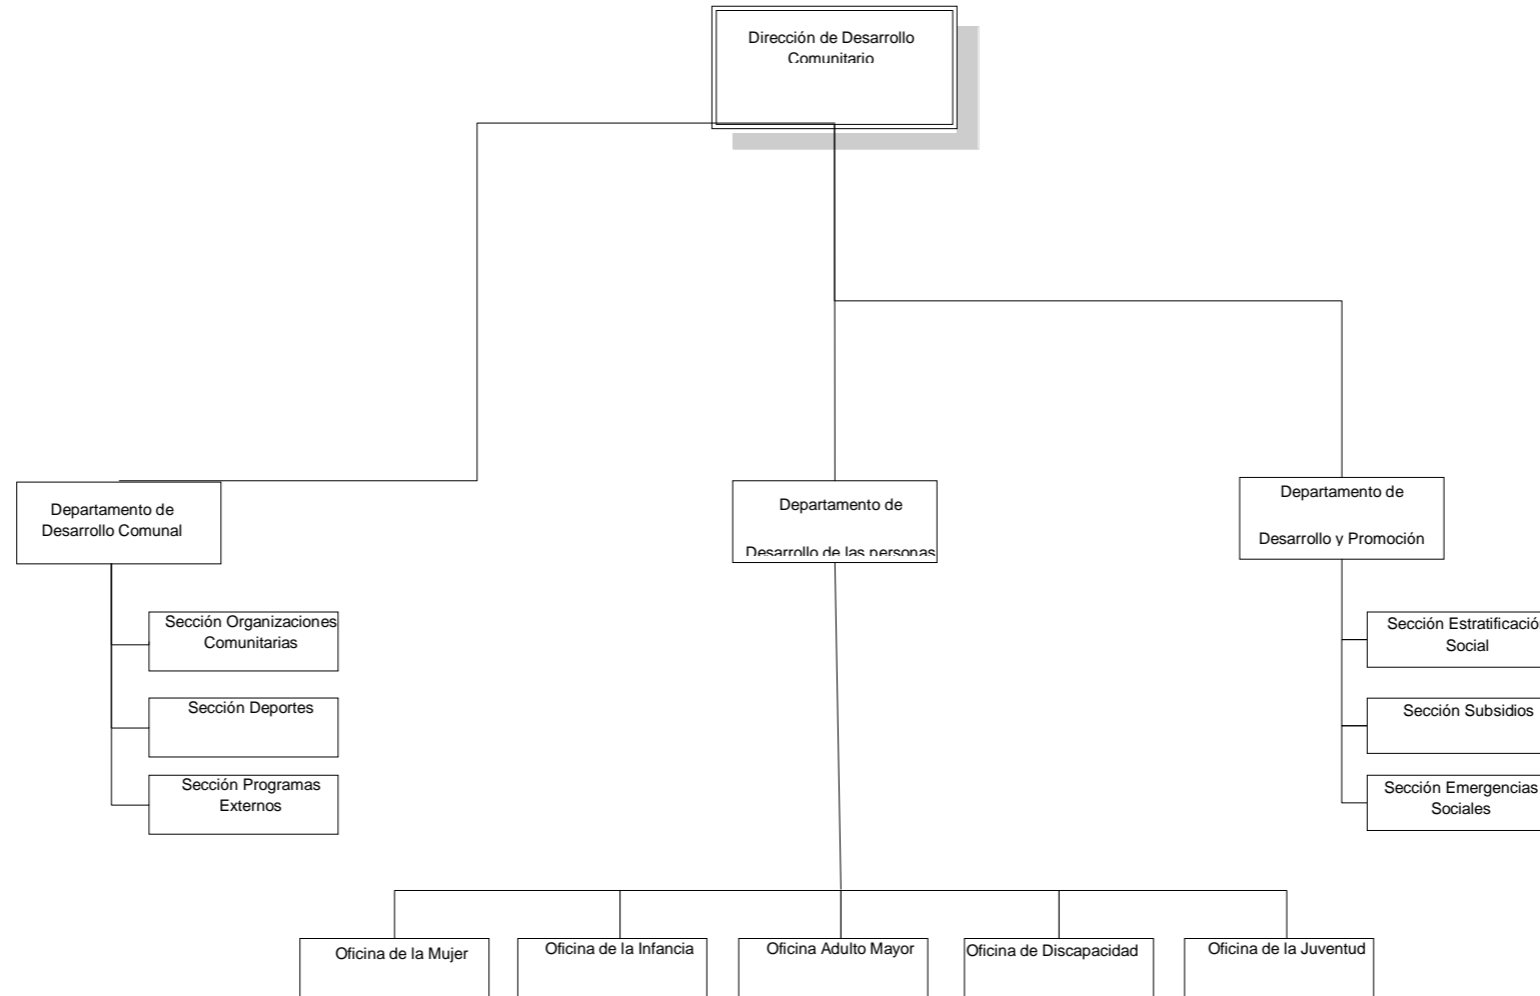 Dirección de Desarrollo
Comunitario
Departamento de
Desarrollo Comunal
Departamento de
Desarrollo de las personas
Departamento de
Desarrollo y Promoción
Sección Organizaciones
Comunitarias
Sección Deportes
Sección Programas
Externos
Sección Estratificación
Social
Sección Subsidios
Sección Emergencias
Sociales
Oficina de la Mujer
Oficina de la Infancia
Oficina Adulto Mayor
Oficina de Discapacidad
Oficina de la Juventud